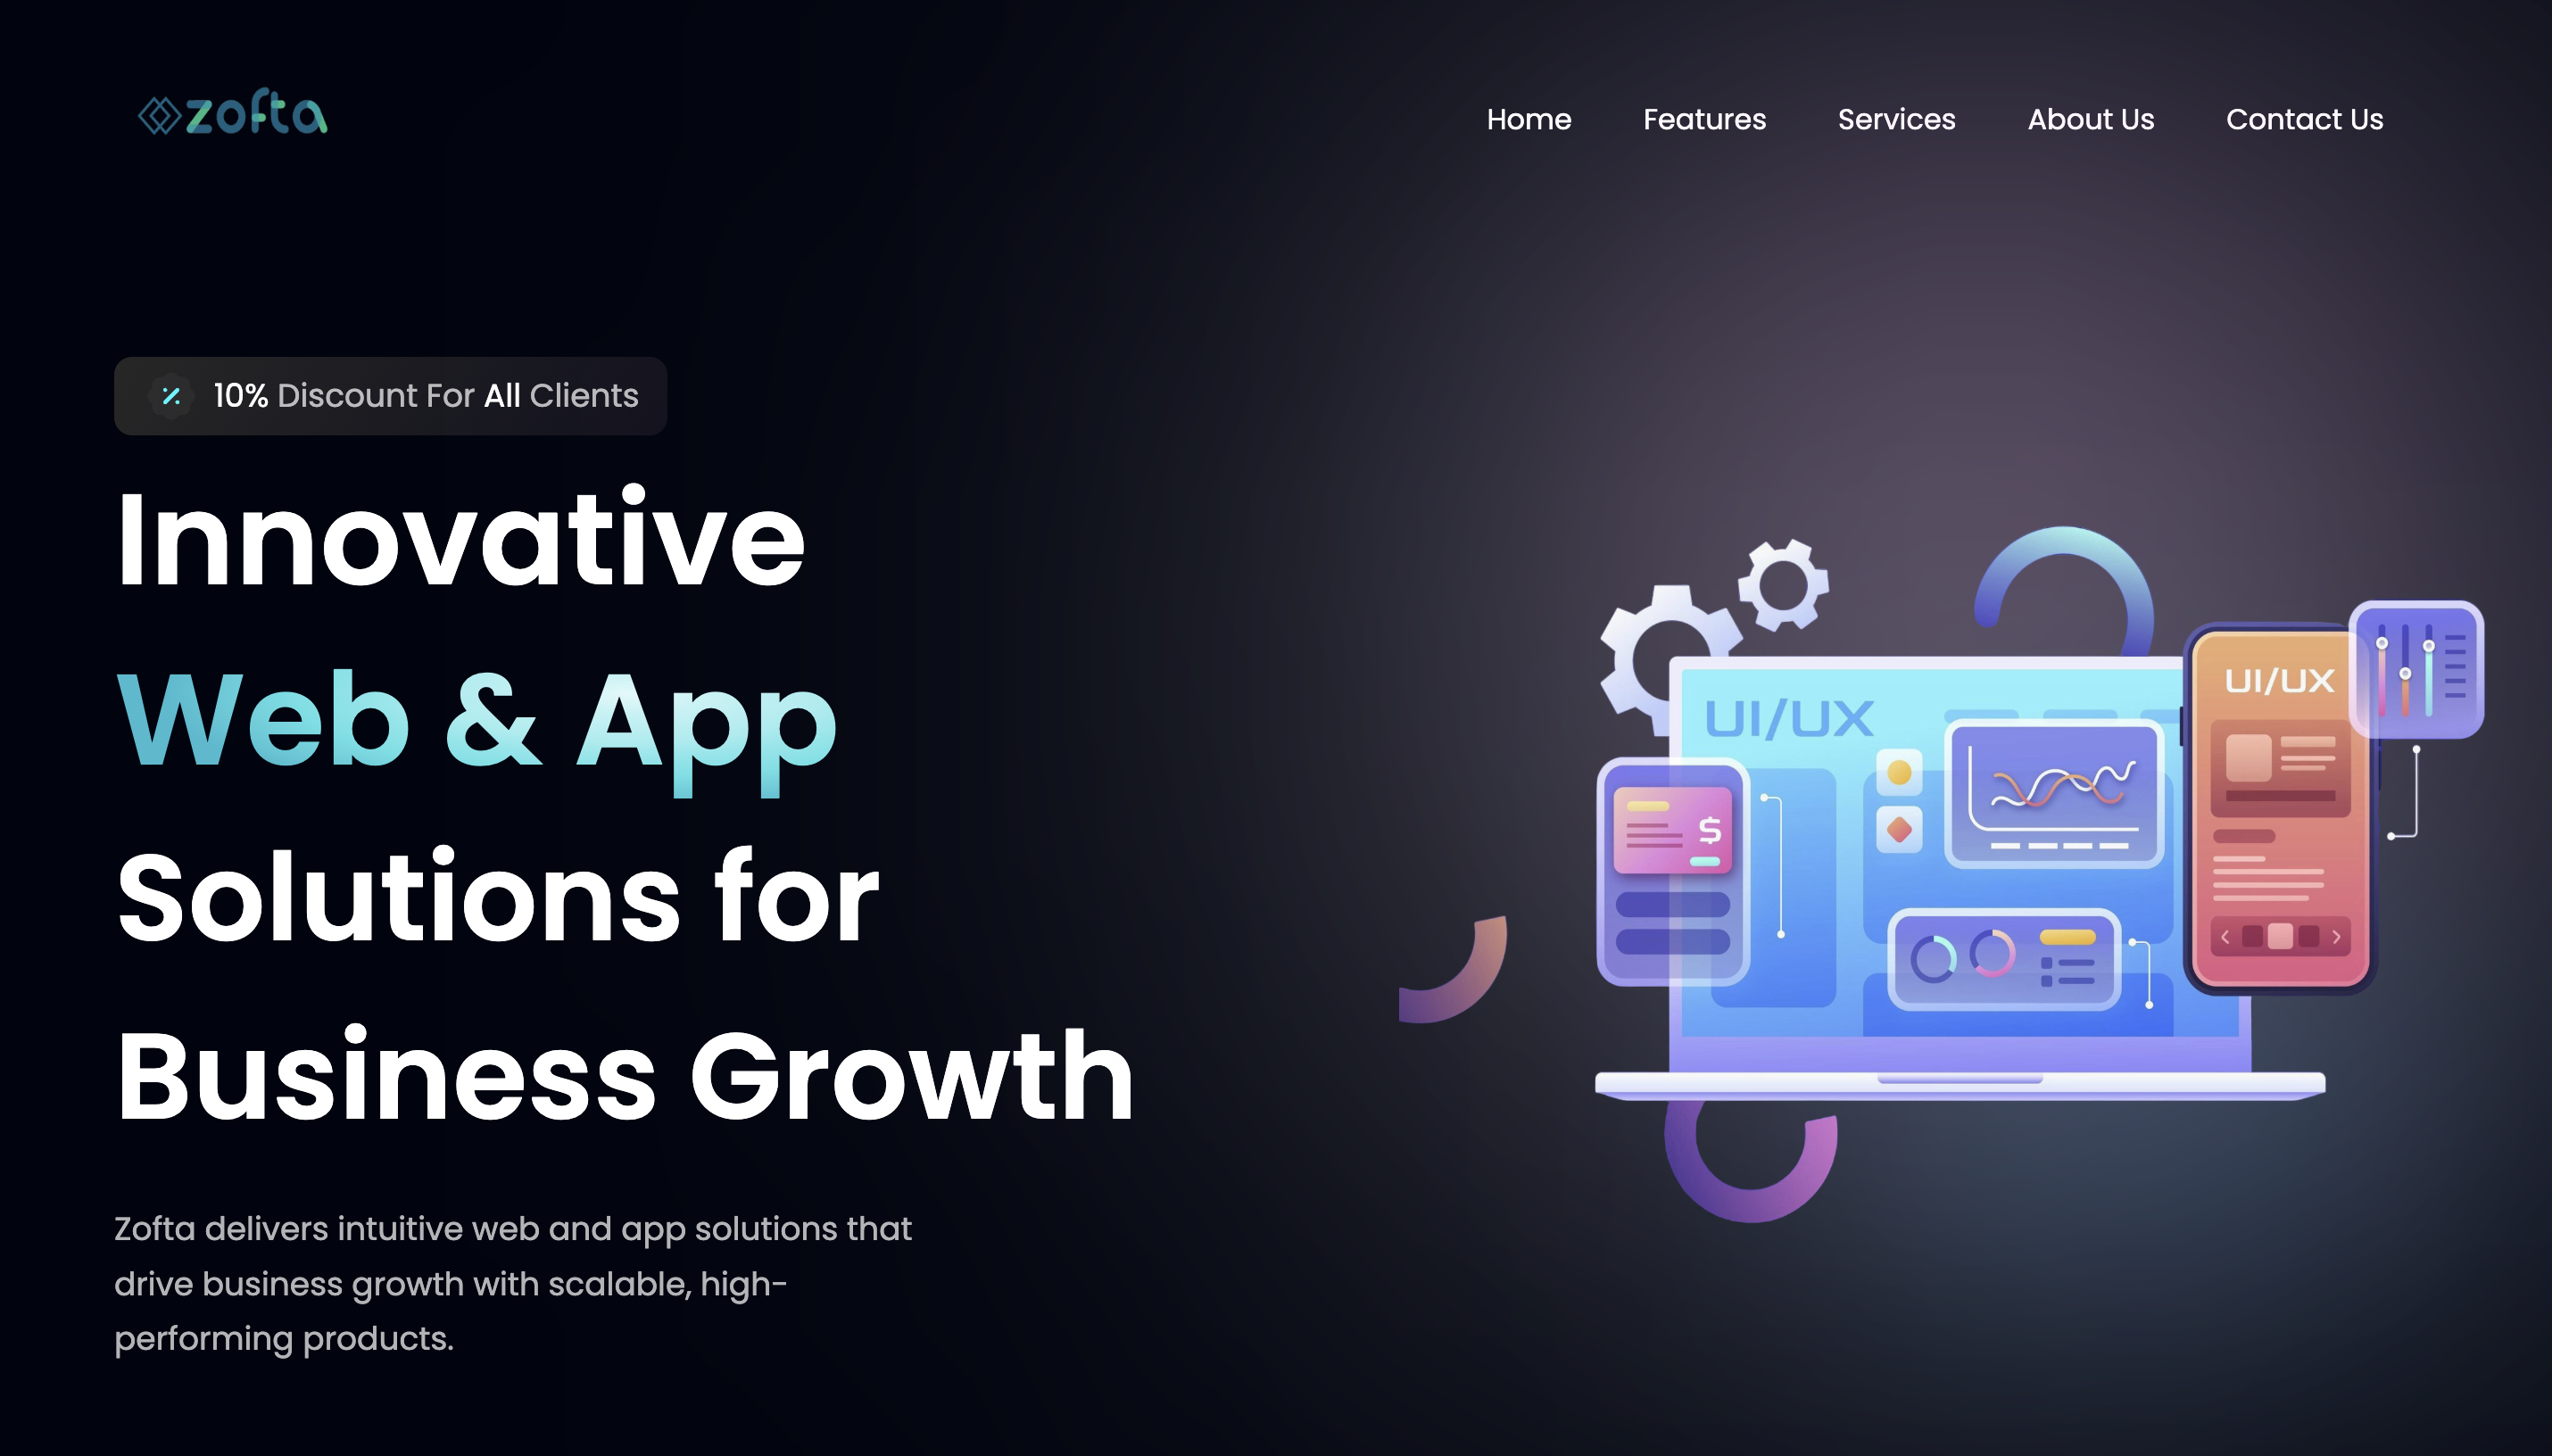 zofta
Home Features Services About Us Contact Us
10% Discount For All Clients
Innovative
Web & App
Solutions for
Business Growth
UI/UX
UI/UX
$
Zofta delivers intuitive web and app solutions that
drive business growth with scalable, high-
performing products.